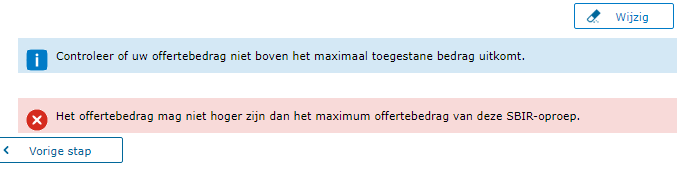 Wijzig
Controleer of uw offertebedrag niet boven het maximaal toegestane bedrag uitkomt.
Het offertebedrag mag niet hoger zijn dan het maximum offertebedrag van deze SBIR-oproep.
Vorige stap